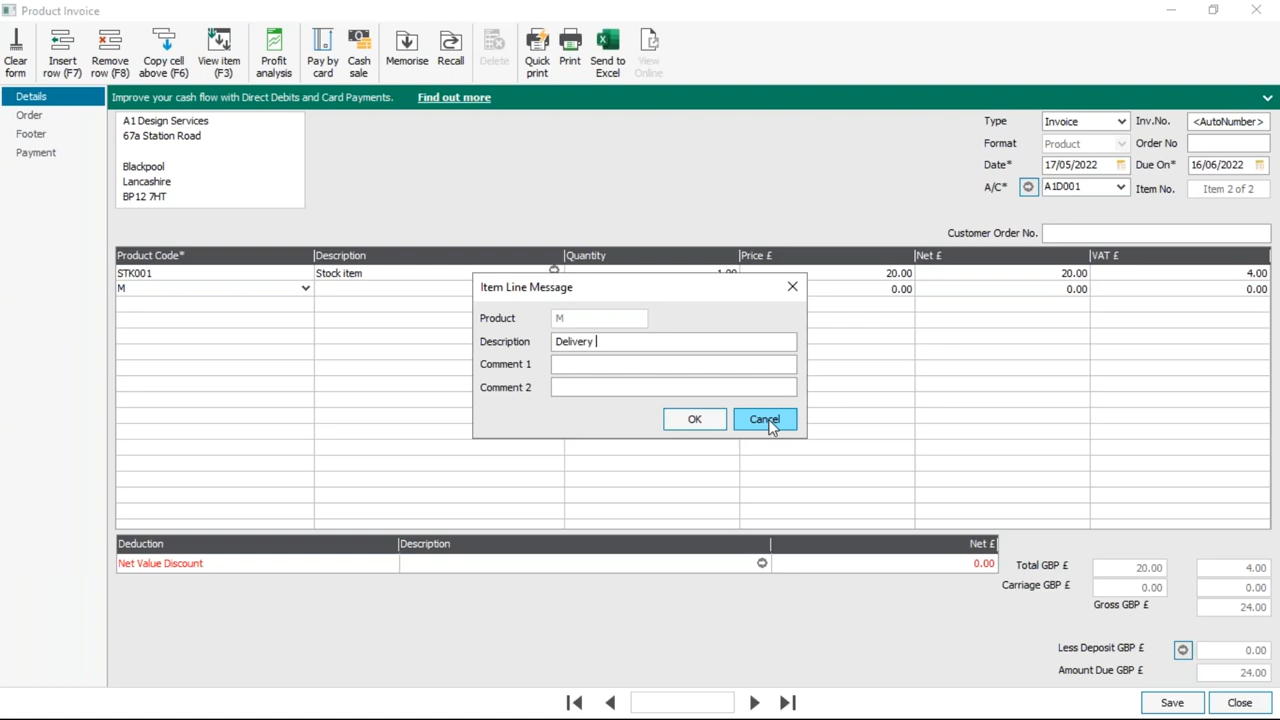 Product Invoice
Clear form
Insert row (F7)
Remove row (F8)
Copy cell above (F6)
View item (F3)
Profit analysis
Pay by card
Cash sale
Memorise
Recall
Delete
Quick print
Print
Send to Excel
View Online
Details
Order
Footer
Payment
Improve your cash flow with Direct Debits and Card Payments. Find out more
A1 Design Services
67a Station Road
Blackpool
Lancashire
BP12 7HT
Type Invoice Inv.No. <AutoNumber>
Format Product Order No
Date* 17/05/2022 Due On* 16/06/2022
A/C* A1D001 Item No. Item 2 of 2
Customer Order No.
Product Code* Description Quantity Price £ Net £ VAT £
STK001 Stock item 1.00 20.00 20.00 4.00
M 0.00 0.00 0.00
Item Line Message
Product M
Description Delivery
Comment 1
Comment 2
OK Cancel
Deduction Description Net £
Net Value Discount 0.00
Total GBP £ 20.00 4.00
Carriage GBP £ 0.00 0.00
Gross GBP £ 24.00
Less Deposit GBP £ 0.00
Amount Due GBP £ 24.00
Save Close